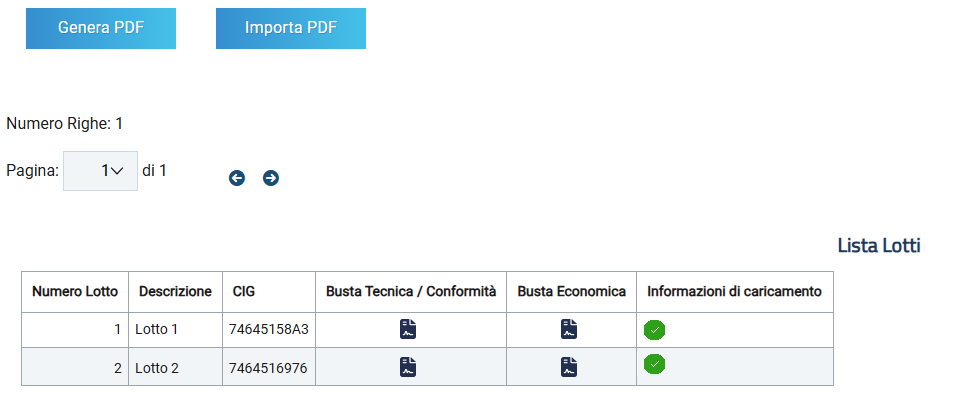 Genera PDF Importa PDF
Numero Righe: 1
Pagina: 1 di 1
Lista Lotti
Numero Lotto Descrizione CIG Busta Tecnica / Conformità Busta Economica Informazioni di caricamento
1 Lotto 1 74645158A3
2 Lotto 2 7464516976